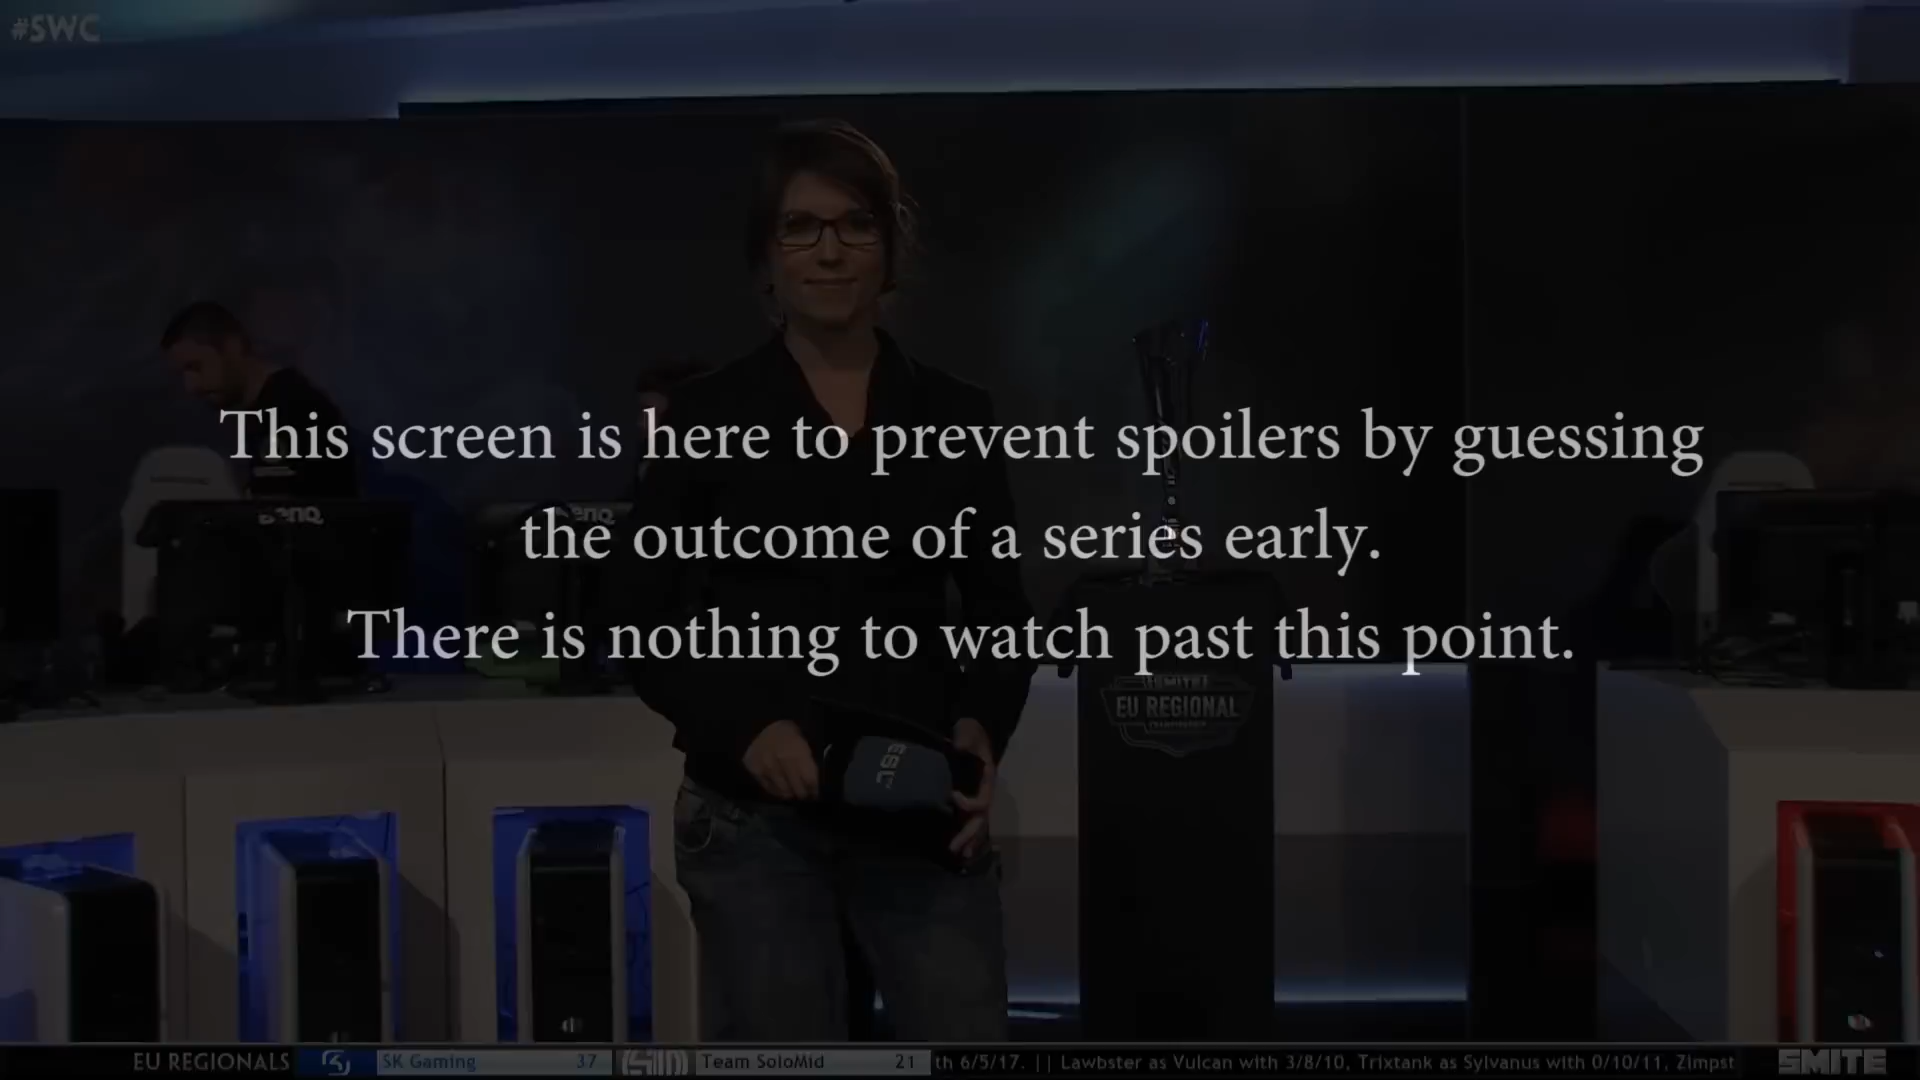 #SWC
This screen is here to prevent spoilers by guessing
the outcome of a series early.
There is nothing to watch past this point.
BenQ
BenQ
EU REGIONAL
ESL
EU REGIONALS SK Gaming 37 Team SoloMid 21 th 6/5/17. || Lawbster as Vulcan with 3/8/10, Trixtank as Sylvanus with 0/10/11, Zimpst SMITE